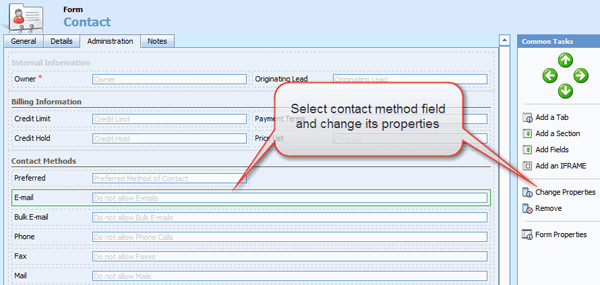 Form
Contact
General Details Administration Notes
Internal Information
Owner * Owner Originating Lead Originating Lead
Billing Information
Credit Limit Credit Limit Payment
Credit Hold Credit Hold Price List
Select contact method field
and change its properties
Contact Methods
Preferred Preferred Method of Contact
E-mail Do not allow E-mails
Bulk E-mail Do not allow Bulk E-mails
Phone Do not allow Phone Calls
Fax Do not allow Faxes
Mail Do not allow Mails
Common Tasks
Add a Tab
Add a Section
Add Fields
Add an IFRAME
Change Properties
Remove
Form Properties